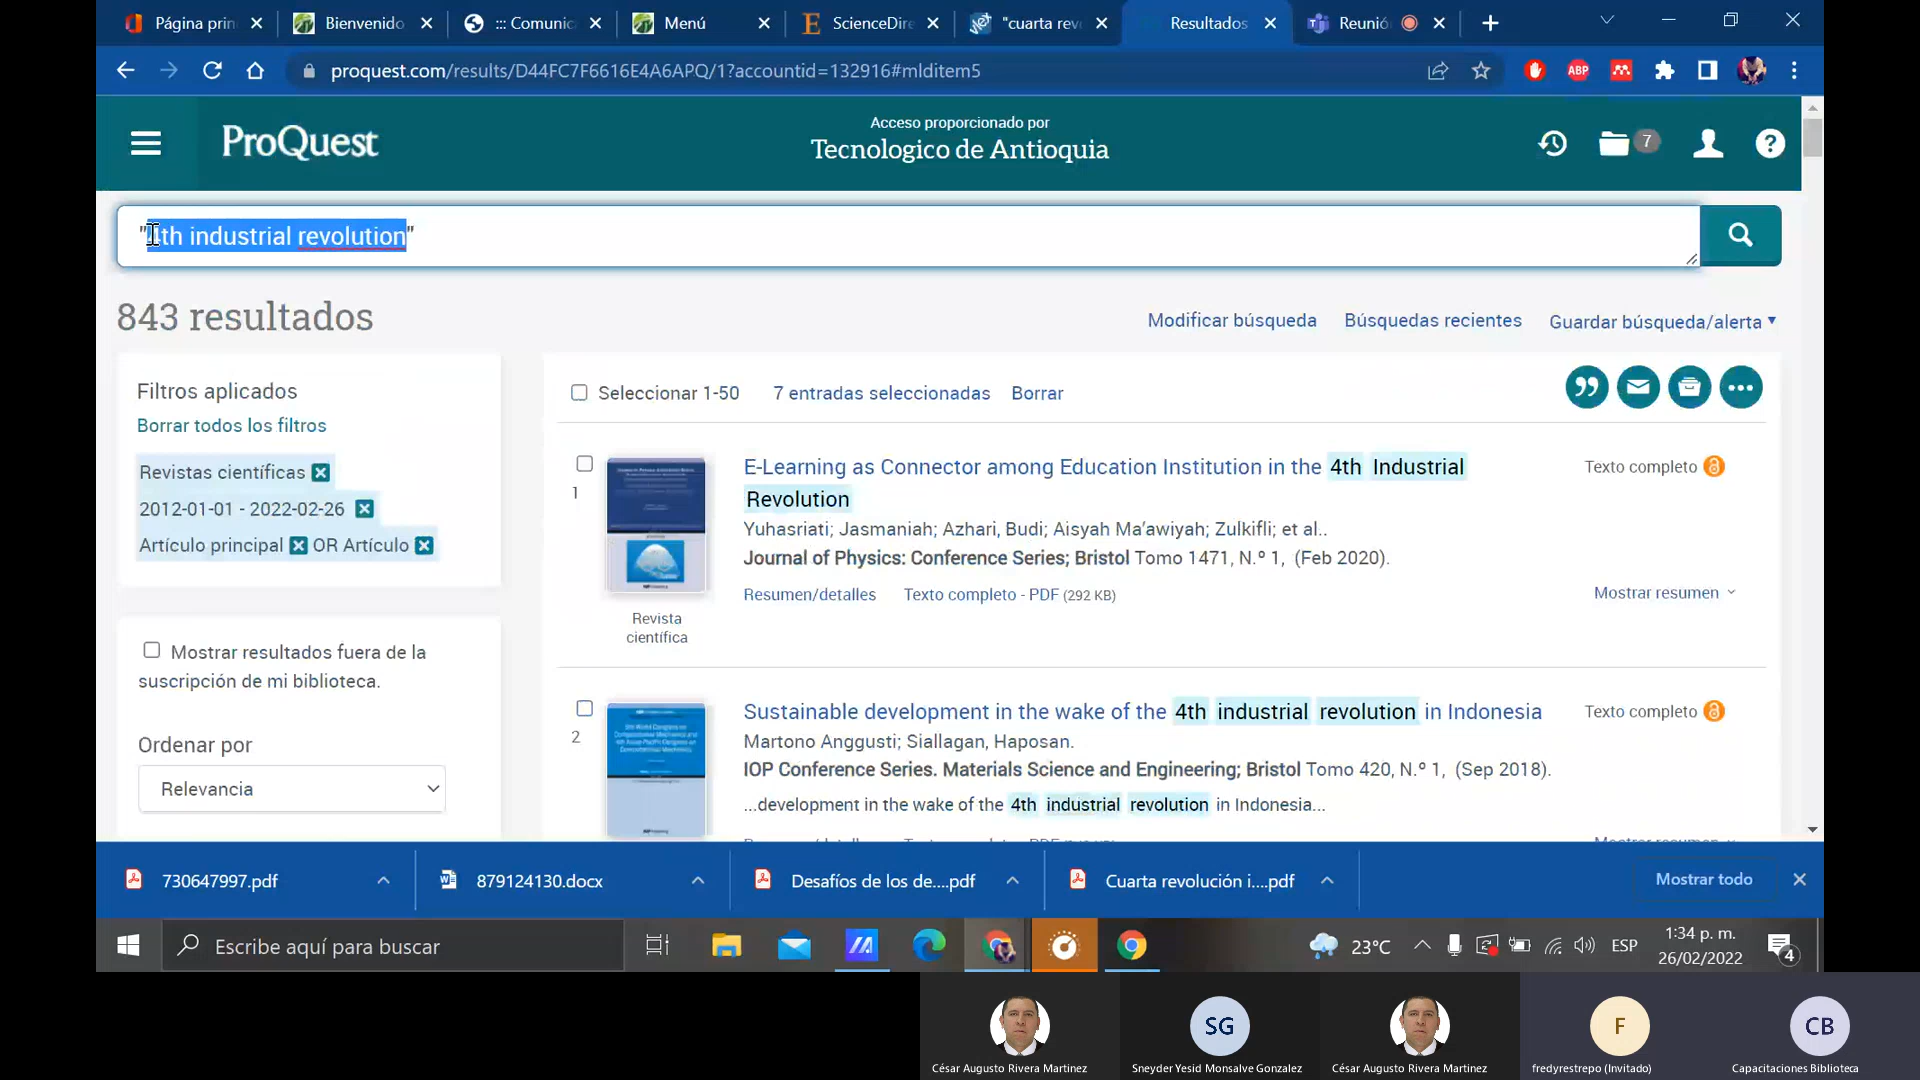 Página prin
Bienvenido
::: Comunic
Menú
ScienceDire
"cuarta rev
Resultados
Reunió
proquest.com/results/D44FC7F6616E4A6APQ/1?accountid=132916#mlditem5
ABP
ProQuest
Acceso proporcionado por
Tecnologico de Antioquia
7
"4th industrial revolution"
843 resultados
Modificar búsqueda
Búsquedas recientes
Guardar búsqueda/alerta
Filtros aplicados
Borrar todos los filtros
Revistas científicas
2012-01-01 - 2022-02-26
Artículo principal OR Artículo
Mostrar resultados fuera de la
suscripción de mi biblioteca.
Ordenar por
Relevancia
Seleccionar 1-50
7 entradas seleccionadas
Borrar
1
E-Learning as Connector among Education Institution in the 4th Industrial
Revolution
Texto completo
Yuhasriati; Jasmaniah; Azhari, Budi; Aisyah Ma'awiyah; Zulkifli; et al..
Journal of Physics: Conference Series; Bristol Tomo 1471, N.º 1, (Feb 2020).
Resumen/detalles
Texto completo - PDF (292 KB)
Mostrar resumen
Revista
científica
2
Sustainable development in the wake of the 4th industrial revolution in Indonesia
Texto completo
Martono Anggusti; Siallagan, Haposan.
IOP Conference Series. Materials Science and Engineering; Bristol Tomo 420, N.º 1, (Sep 2018).
...development in the wake of the 4th industrial revolution in Indonesia...
730647997.pdf
879124130.docx
Desafíos de los de....pdf
Cuarta revolución i....pdf
Mostrar todo
Escribe aquí para buscar
23°C
ESP
1:34 p. m.
26/02/2022
4
SG
F
CB
César Augusto Rivera Martinez
Sneyder Yesid Monsalve Gonzalez
César Augusto Rivera Martinez
fredyrestrepo (Invitado)
Capacitaciones Biblioteca